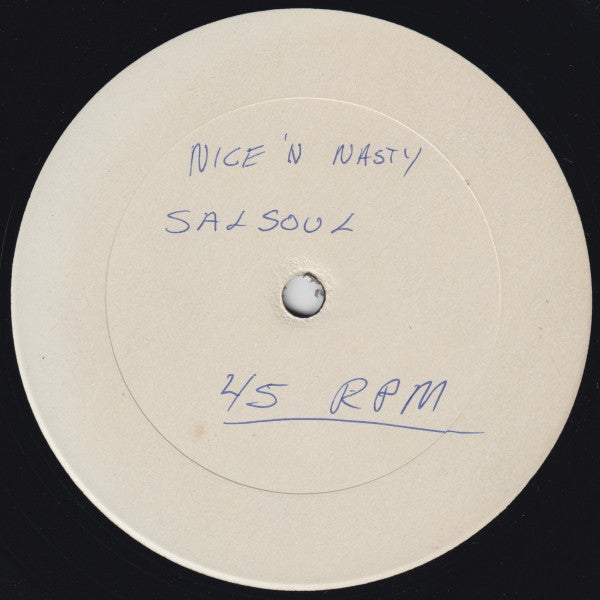 NICE 'N NASTY
SALSOUL
45 RPM